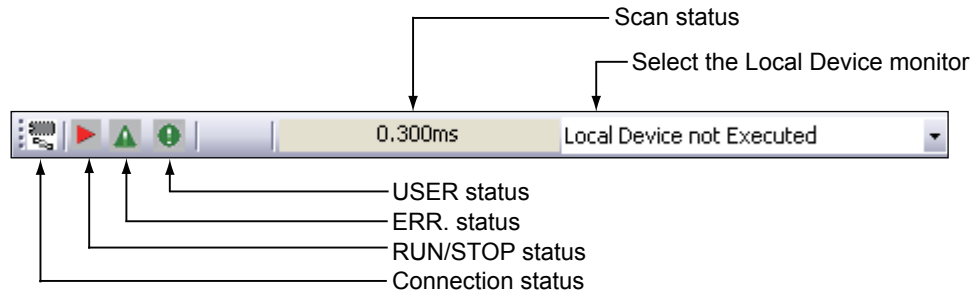 Scan status
Select the Local Device monitor
0.300ms
Local Device not Executed
USER status
ERR. status
RUN/STOP status
Connection status